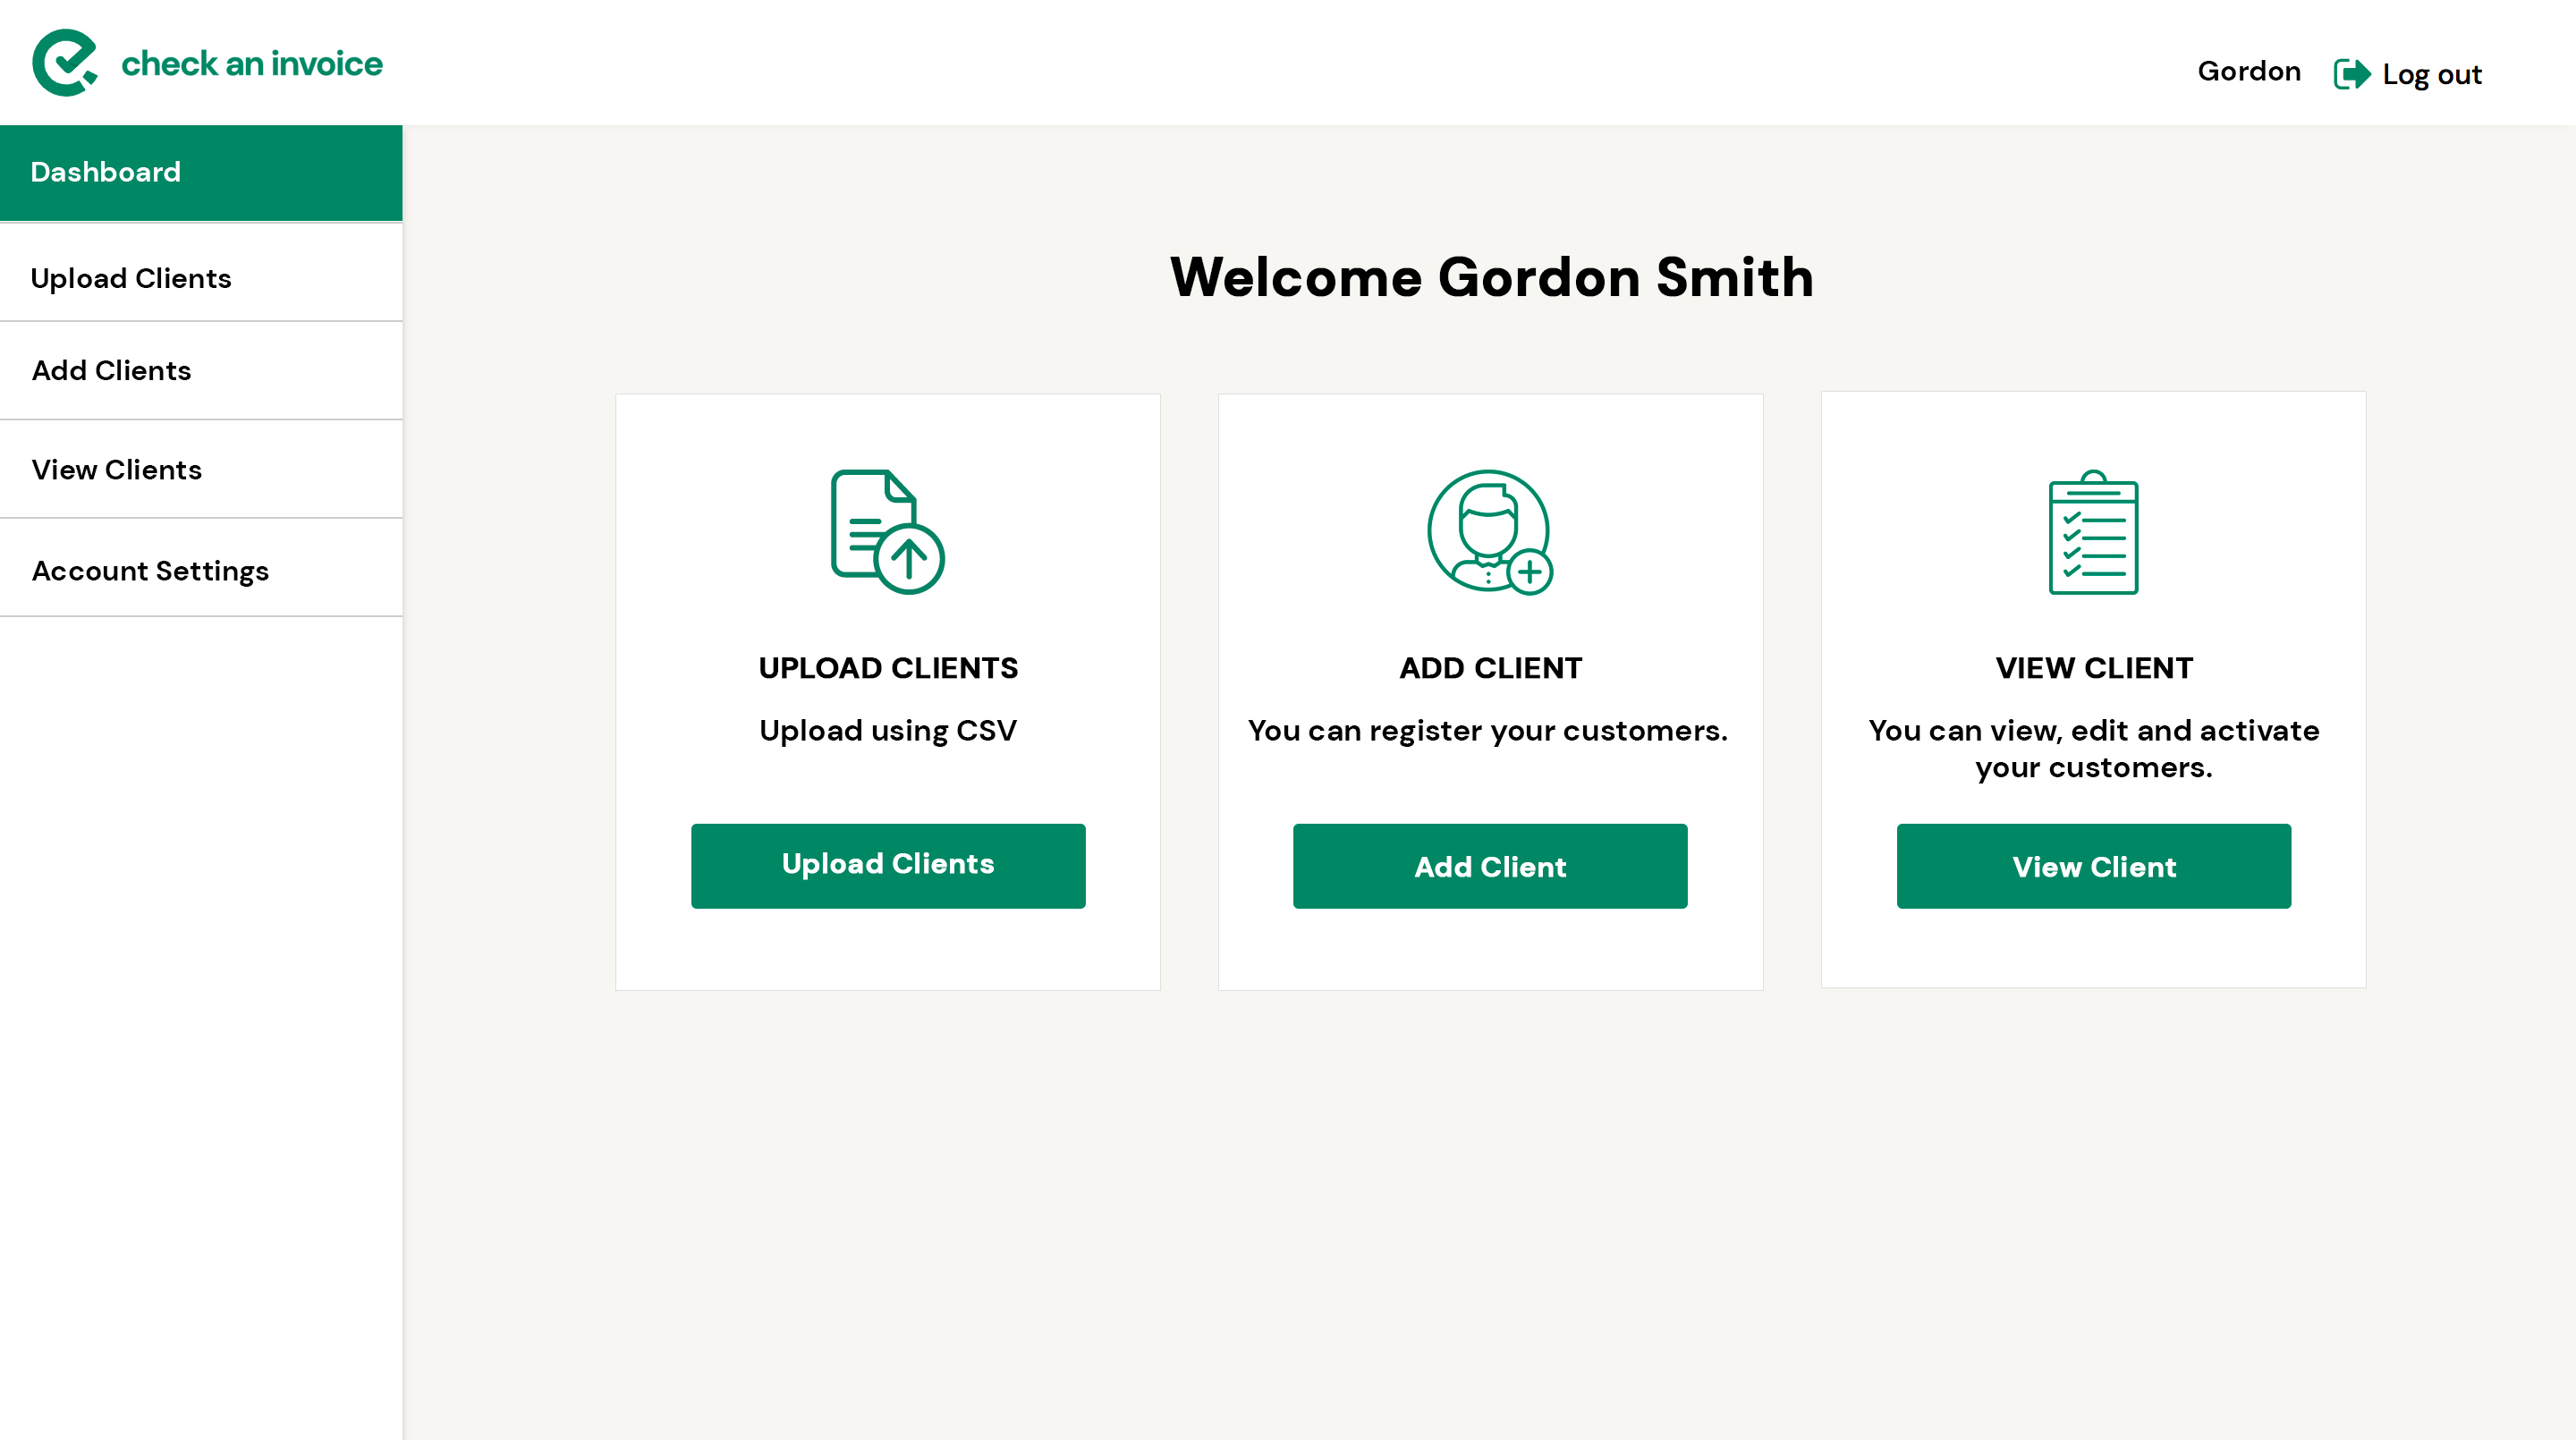 check an invoice
Gordon
Log out
Dashboard
Upload Clients
Add Clients
View Clients
Account Settings
Welcome Gordon Smith
UPLOAD CLIENTS
Upload using CSV
Upload Clients
ADD CLIENT
You can register your customers.
Add Client
VIEW CLIENT
You can view, edit and activate
your customers.
View Client